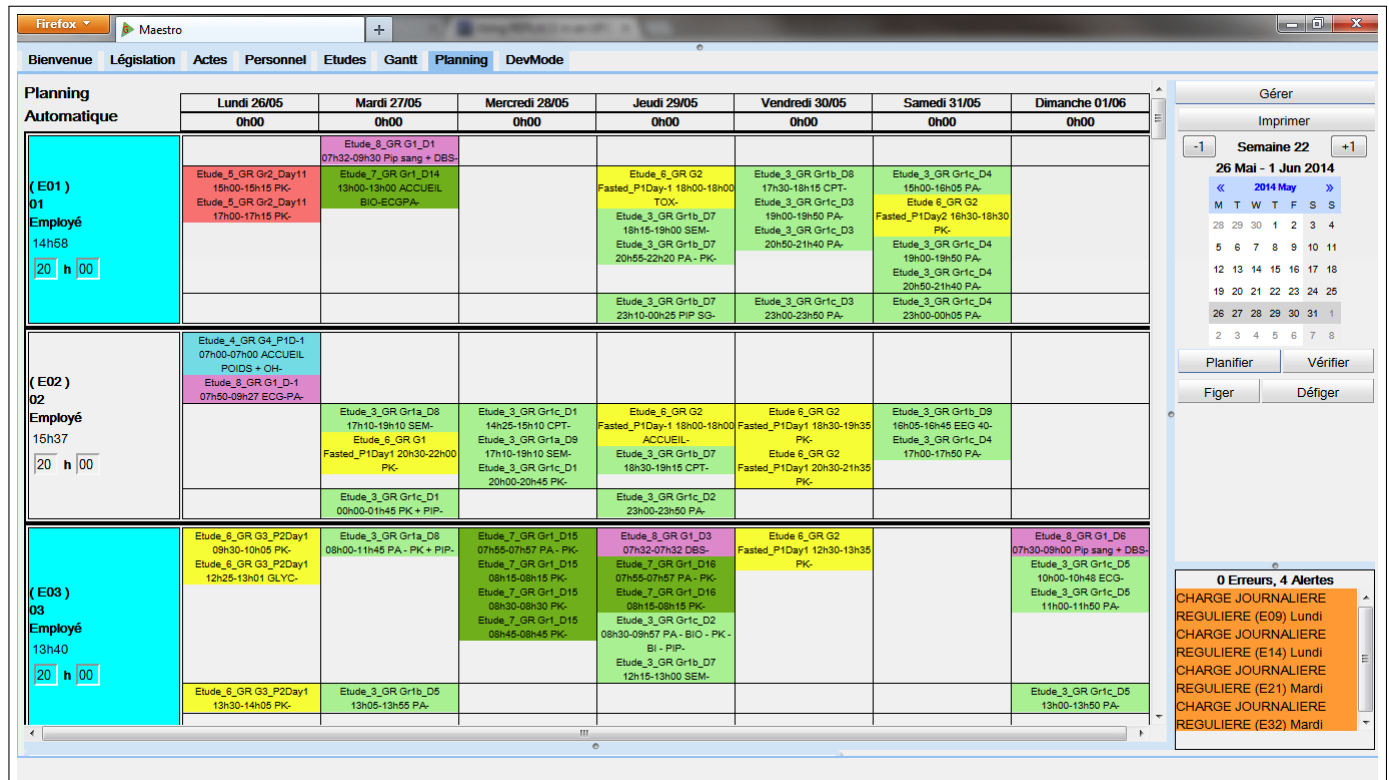 Firefox
Maestro
+
Bienvenue Législation Actes Personnel Etudes Gantt Planning DevMode
Planning
Automatique
Lundi 26/05 Mardi 27/05 Mercredi 28/05 Jeudi 29/05 Vendredi 30/05 Samedi 31/05 Dimanche 01/06
0h00 0h00 0h00 0h00 0h00 0h00 0h00
( E01 )
01
Employé
14h58
20 h 00
Etude_8_GR G1_D1
07h32-09h30 Pip sang + DBS-
Etude_5_GR Gr2_Day11
15h00-15h15 PK-
Etude_5_GR Gr2_Day11
17h00-17h15 PK-
Etude_7_GR Gr1_D14
13h00-13h00 ACCUEIL
BIO-ECGPA-
Etude_6_GR G2
Fasted_P1Day-1 18h00-18h00
TOX-
Etude_3_GR Gr1b_D7
18h15-19h00 SEM-
Etude_3_GR Gr1b_D7
20h55-22h20 PA - PK-
Etude_3_GR Gr1b_D8
17h30-18h15 CPT-
Etude_3_GR Gr1c_D3
19h00-19h50 PA-
Etude_3_GR Gr1c_D3
20h50-21h40 PA-
Etude_3_GR Gr1c_D4
15h00-16h05 PA-
Etude 6_GR G2
Fasted_P1Day2 16h30-18h30
PK-
Etude_3_GR Gr1c_D4
19h00-19h50 PA-
Etude_3_GR Gr1c_D4
20h50-21h40 PA-
Etude_3_GR Gr1b_D7
23h10-00h25 PIP SG-
Etude_3_GR Gr1c_D3
23h00-23h50 PA-
Etude_3_GR Gr1c_D4
23h00-00h05 PA-
( E02 )
02
Employé
15h37
20 h 00
Etude_4_GR G4_P1D-1
07h00-07h00 ACCUEIL
POIDS + OH-
Etude_8_GR G1_D-1
07h50-09h27 ECG-PA-
Etude_3_GR Gr1a_D8
17h10-19h10 SEM-
Etude_6_GR G1
Fasted_P1Day1 20h30-22h00
PK-
Etude_3_GR Gr1c_D1
14h25-15h10 CPT-
Etude_3_GR Gr1a_D9
17h10-19h10 SEM-
Etude_3_GR Gr1c_D1
20h00-20h45 PK-
Etude_6_GR G2
Fasted_P1Day-1 18h00-18h00
ACCUEIL-
Etude_3_GR Gr1b_D7
18h30-19h15 CPT-
Etude 6_GR G2
Fasted_P1Day1 18h30-19h35
PK-
Etude 6_GR G2
Fasted_P1Day1 20h30-21h35
PK-
Etude_3_GR Gr1b_D9
16h05-16h45 EEG 40-
Etude_3_GR Gr1c_D4
17h00-17h50 PA-
Etude_3_GR Gr1c_D1
00h00-01h45 PK + PIP-
Etude_3_GR Gr1c_D2
23h00-23h50 PA-
( E03 )
03
Employé
13h40
20 h 00
Etude_6_GR G3_P2Day1
09h30-10h05 PK-
Etude_6_GR G3_P2Day1
12h25-13h01 GLYC-
Etude_3_GR Gr1a_D8
08h00-11h45 PA - PK + PIP-
Etude_7_GR Gr1_D15
07h55-07h57 PA - PK-
Etude_7_GR Gr1_D15
08h15-08h15 PK-
Etude_7_GR Gr1_D15
08h30-08h30 PK-
Etude_7_GR Gr1_D15
08h45-08h45 PK-
Etude_8_GR G1_D3
07h32-07h32 DBS-
Etude_7_GR Gr1_D16
07h55-07h57 PA - PK-
Etude_7_GR Gr1_D16
08h15-08h15 PK-
Etude_3_GR Gr1c_D2
08h30-09h57 PA - BIO - PK -
BI - PIP-
Etude_3_GR Gr1b_D7
12h15-13h00 SEM-
Etude 6_GR G2
Fasted_P1Day1 12h30-13h35
PK-
Etude_8_GR G1_D6
07h30-09h00 Pip sang + DBS-
Etude_3_GR Gr1c_D5
10h00-10h48 ECG-
Etude_3_GR Gr1c_D5
11h00-11h50 PA-
Etude_6_GR G3_P2Day1
13h30-14h05 PK-
Etude_3_GR Gr1b_D5
13h05-13h55 PA-
Etude_3_GR Gr1c_D5
13h00-13h50 PA-
Gérer
Imprimer
-1 Semaine 22 +1
26 Mai - 1 Jun 2014
« 2014 May »
M T W T F S S
28 29 30 1 2 3 4
5 6 7 8 9 10 11
12 13 14 15 16 17 18
19 20 21 22 23 24 25
26 27 28 29 30 31 1
2 3 4 5 6 7 8
Planifier Vérifier
Figer Défiger
0 Erreurs, 4 Alertes
CHARGE JOURNALIERE
REGULIERE (E09) Lundi
CHARGE JOURNALIERE
REGULIERE (E14) Lundi
CHARGE JOURNALIERE
REGULIERE (E21) Mardi
CHARGE JOURNALIERE
REGULIERE (E32) Mardi